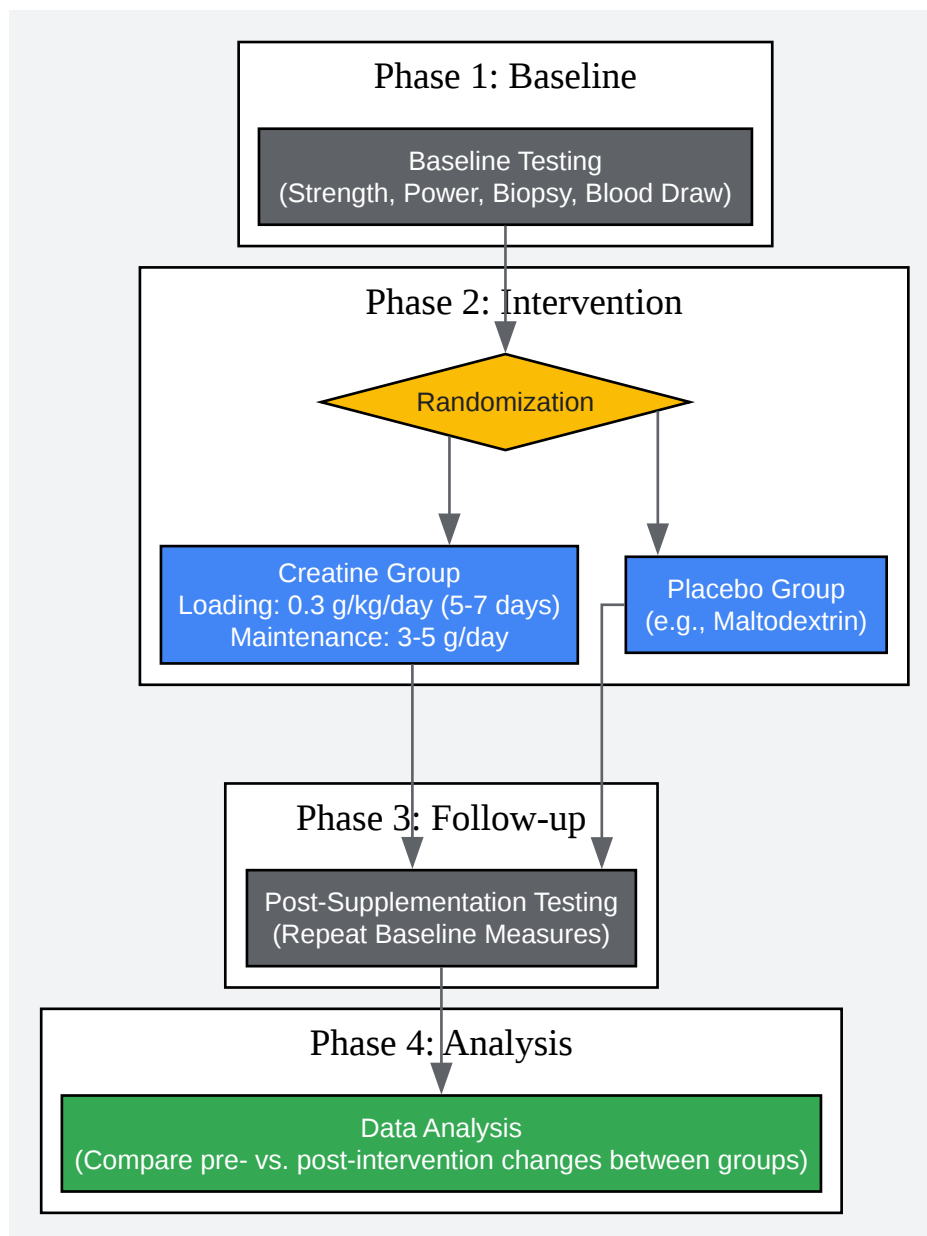 Phase 1: Baseline
Baseline Testing
(Strength, Power, Biopsy, Blood Draw)
Phase 2: Intervention
Randomization
Creatine Group
Loading: 0.3 g/kg/day (5-7 days)
Maintenance: 3-5 g/day
Placebo Group
(e.g., Maltodextrin)
Phase 3: Follow-up
Post-Supplementation Testing
(Repeat Baseline Measures)
Phase 4: Analysis
Data Analysis
(Compare pre- vs. post-intervention changes between groups)